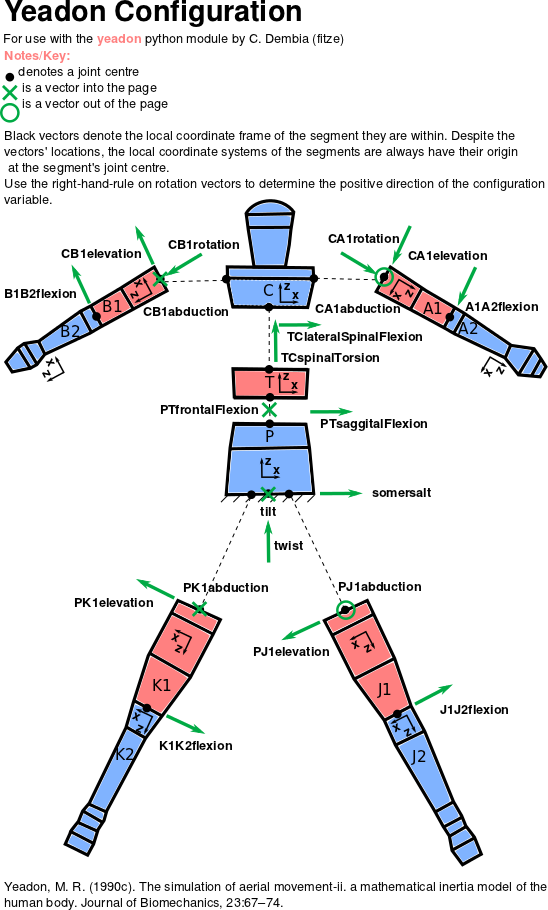 Yeadon Configuration
For use with the yeadon python module by C. Dembia (fitze)
Notes/Key:
denotes a joint centre
is a vector into the page
is a vector out of the page
Black vectors denote the local coordinate frame of the segment they are within. Despite the
vectors' locations, the local coordinate systems of the segments are always have their origin
at the segment's joint centre.
Use the right-hand-rule on rotation vectors to determine the positive direction of the configuration
variable.
CB1elevation
CB1rotation
CA1rotation
CA1elevation
B1B2flexion
B1
x
z
C
z
x
x
z
A1
CB1abduction
CA1abduction
A1A2flexion
B2
A2
x
z
x
z
TClateralSpinalFlexion
TCspinalTorsion
T
z
x
PTfrontalFlexion
PTsaggitalFlexion
P
z
x
somersalt
tilt
twist
PK1abduction
PJ1abduction
PK1elevation
x
z
x
z
PJ1elevation
K1
J1
J1J2flexion
x
z
x
z
K1K2flexion
K2
J2
Yeadon, M. R. (1990c). The simulation of aerial movement-ii. a mathematical inertia model of the
human body. Journal of Biomechanics, 23:67–74.